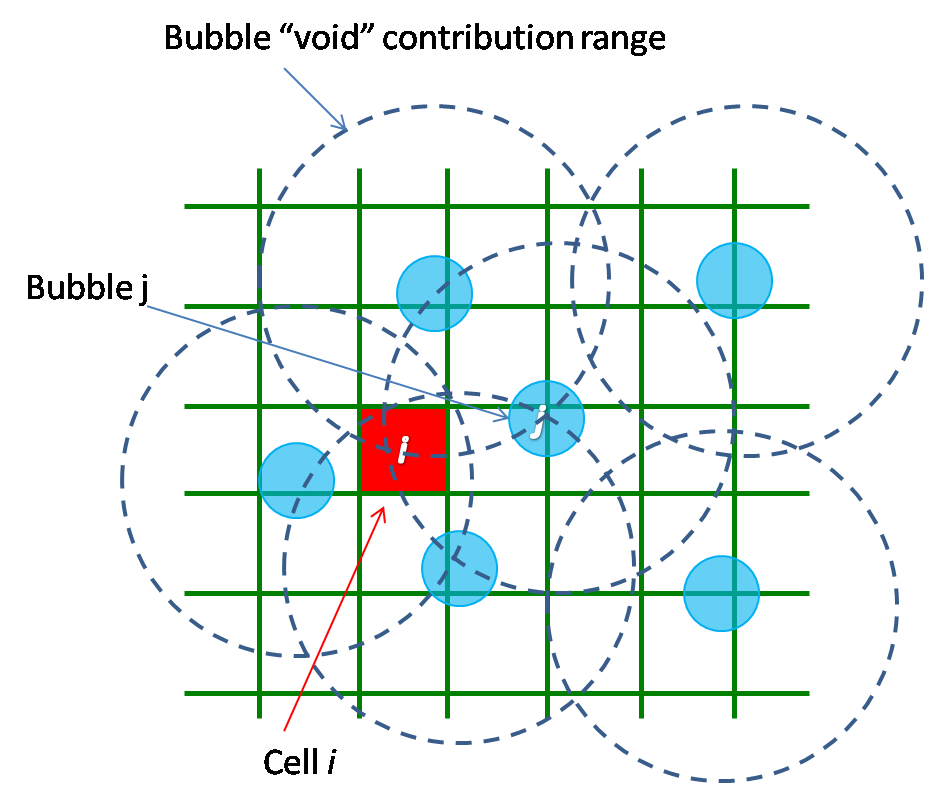 Bubble “void” contribution range
Bubble j
j
i
Cell i